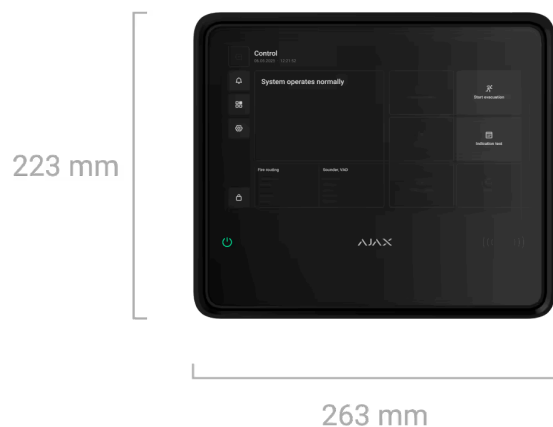 Control
System operates normally
Start evacuation
Indication test
Fire routing
Sounder, VAD
AJAX
223 mm
263 mm